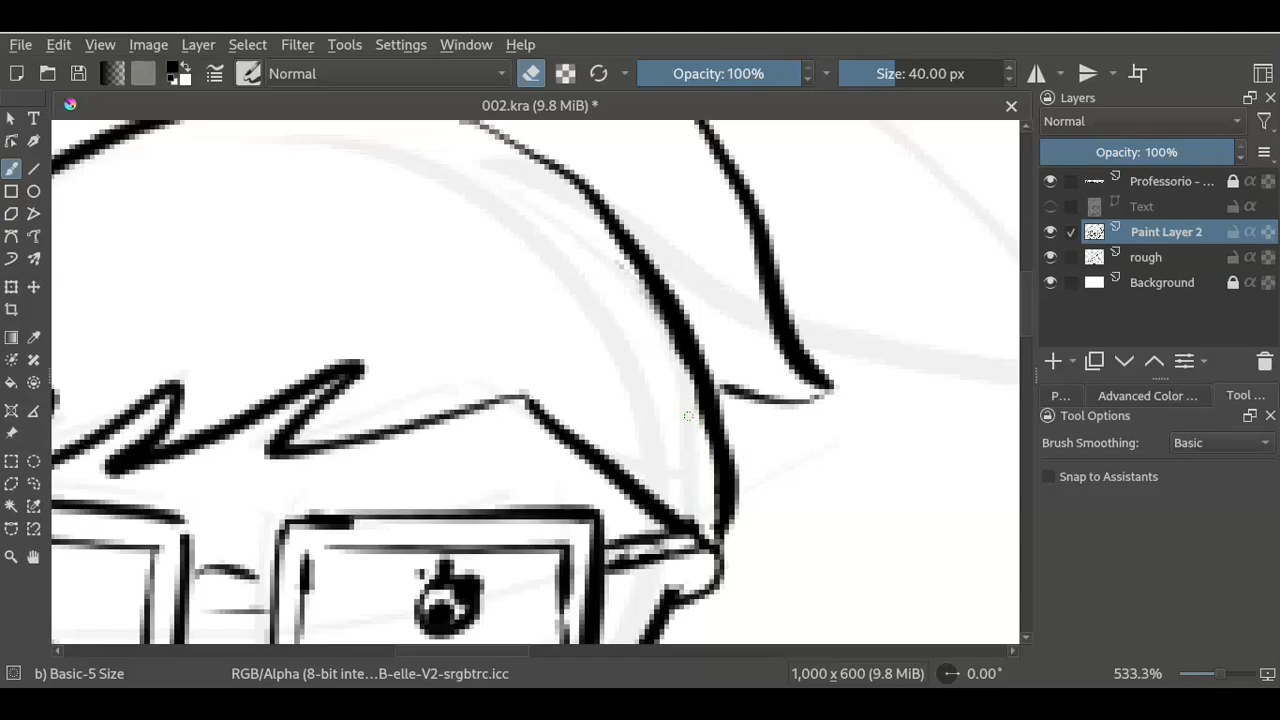 File Edit View Image Layer Select Filter Tools Settings Window Help
Normal Opacity: 100% Size: 40.00 px
002.kra (9.8 MiB) *
Layers
Normal
Opacity: 100%
Professorio - ...
Text
Paint Layer 2
rough
Background
P... Advanced Color ... Tool ...
Tool Options
Brush Smoothing: Basic
Snap to Assistants
b) Basic-5 Size RGB/Alpha (8-bit inte...B-elle-V2-srgbtrc.icc 1,000 x 600 (9.8 MiB) 0.00° 533.3%